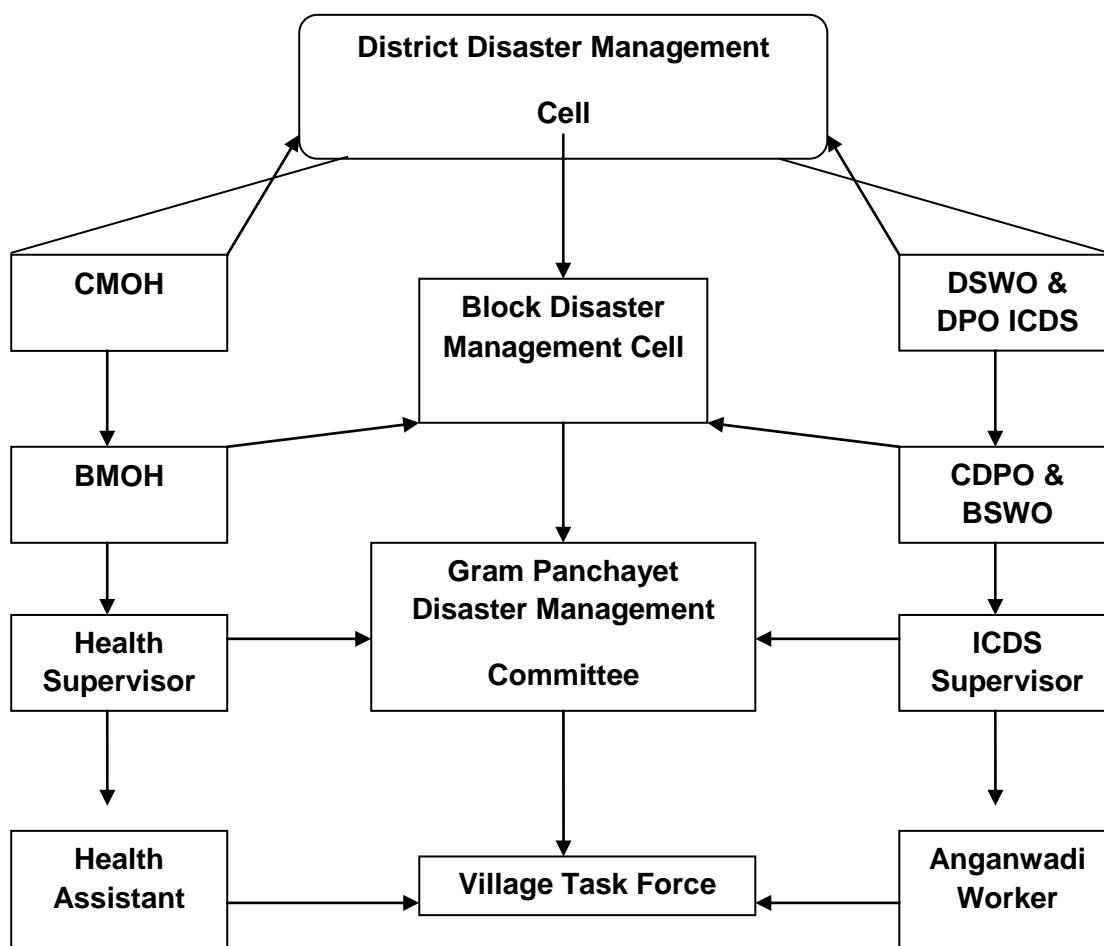 District Disaster Management
Cell
CMOH
DSWO &
DPO ICDS
Block Disaster
Management Cell
BMOH
CDPO &
BSWO
Gram Panchayet
Disaster Management
Committee
Health
Supervisor
ICDS
Supervisor
Health
Assistant
Village Task Force
Anganwadi
Worker